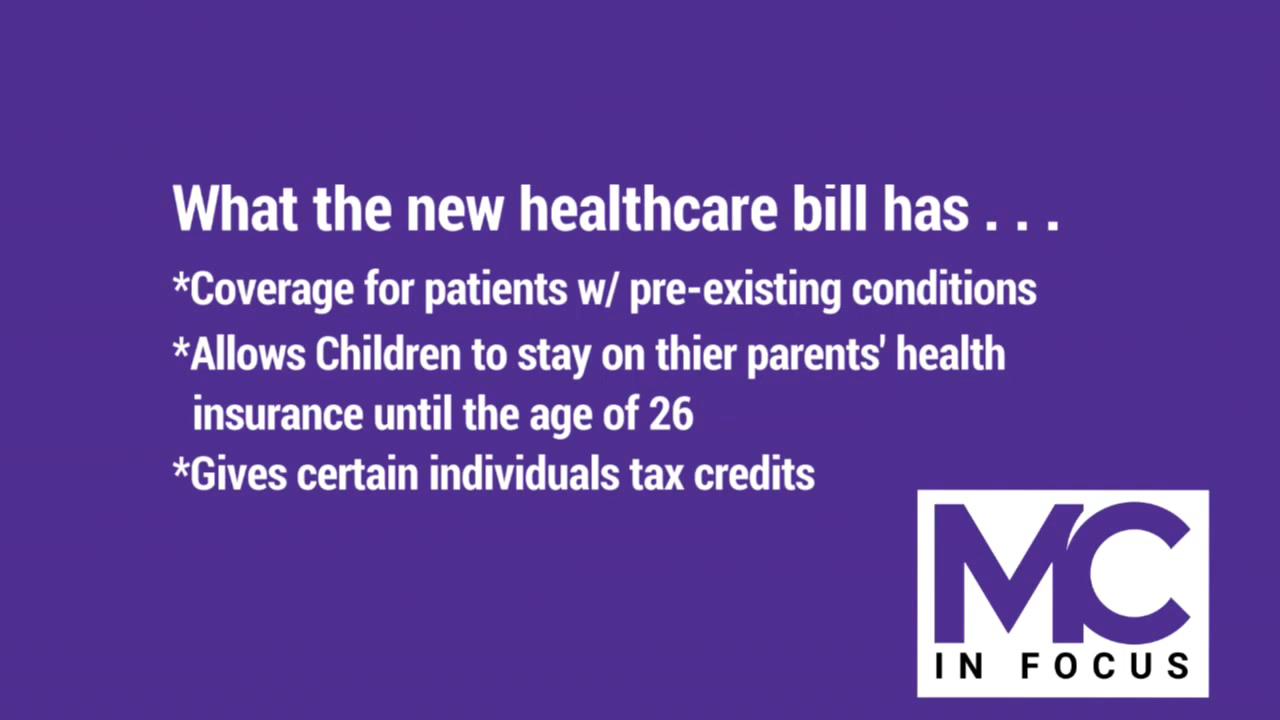 What the new healthcare bill has . . .
*Coverage for patients w/ pre-existing conditions
*Allows Children to stay on thier parents' health
insurance until the age of 26
*Gives certain individuals tax credits
MC
IN FOCUS